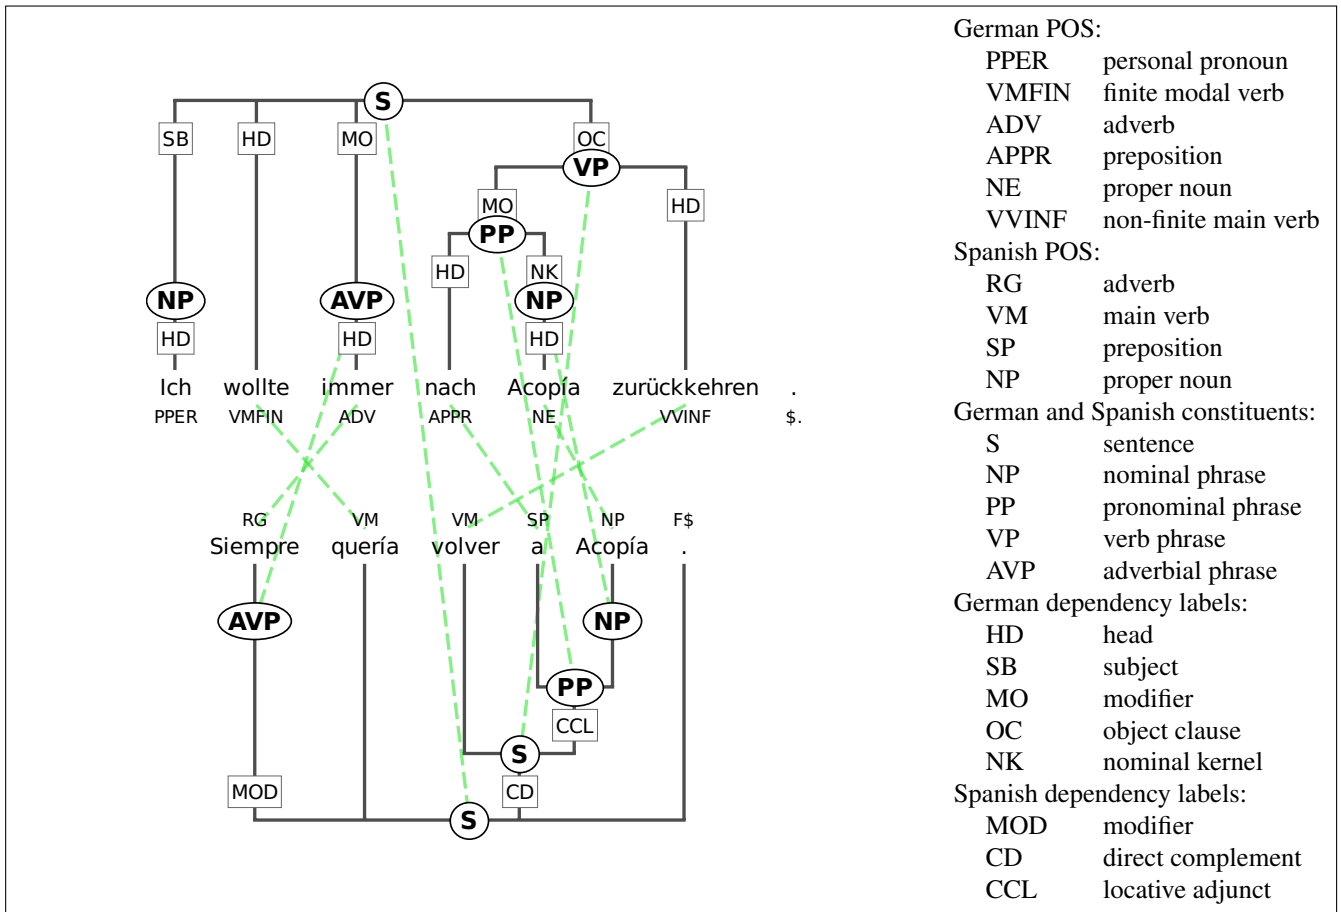 S
SB HD MO OC
VP
MO HD
PP
HD NK
NP AVP NP
HD HD HD
Ich wollte immer nach Acopía zurückkehren .
PPER VMFIN ADV APPR NE VVINF $.
RG VM VM SP NP F$
Siempre quería volver a Acopía .
AVP NP
PP
CCL
S
MOD CD
S
German POS:
PPER personal pronoun
VMFIN finite modal verb
ADV adverb
APPR preposition
NE proper noun
VVINF non-finite main verb
Spanish POS:
RG adverb
VM main verb
SP preposition
NP proper noun
German and Spanish constituents:
S sentence
NP nominal phrase
PP pronominal phrase
VP verb phrase
AVP adverbial phrase
German dependency labels:
HD head
SB subject
MO modifier
OC object clause
NK nominal kernel
Spanish dependency labels:
MOD modifier
CD direct complement
CCL locative adjunct